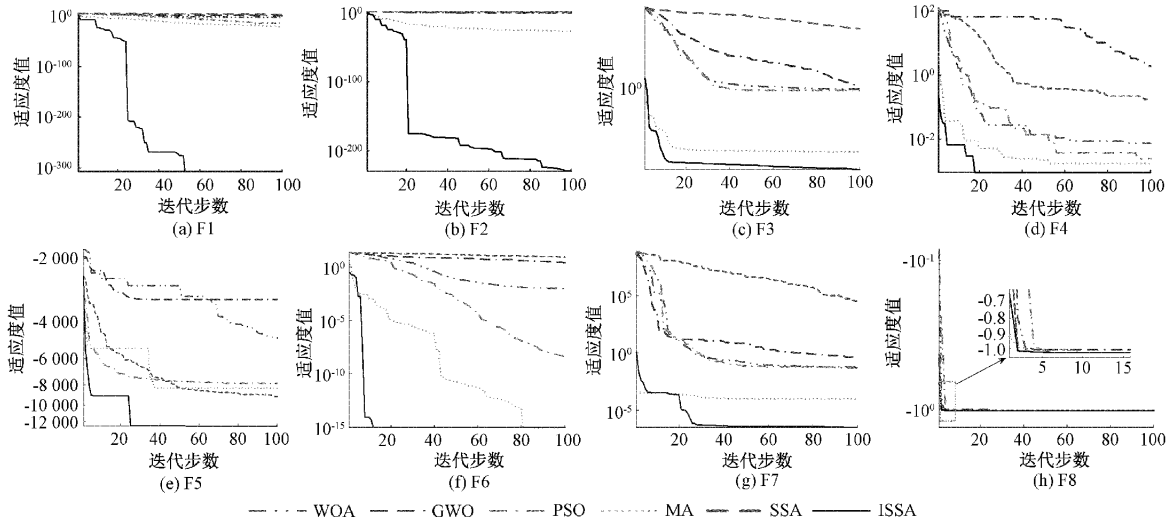 适应度值
10^0
10^-100
10^-200
10^-300
20 40 60 80 100
迭代步数
(a) F1
适应度值
10^0
10^-100
10^-200
20 40 60 80 100
迭代步数
(b) F2
适应度值
10^0
20 40 60 80 100
迭代步数
(c) F3
适应度值
10^2
10^0
10^-2
20 40 60 80 100
迭代步数
(d) F4
适应度值
-2 000
-4 000
-6 000
-8 000
-10 000
-12 000
20 40 60 80 100
迭代步数
(e) F5
适应度值
10^0
10^-5
10^-10
10^-15
20 40 60 80 100
迭代步数
(f) F6
适应度值
10^5
10^0
10^-5
20 40 60 80 100
迭代步数
(g) F7
适应度值
-10^-1
-10^0
-0.7
-0.8
-0.9
-1.0
5 10 15
20 40 60 80 100
迭代步数
(h) F8
WOA GWO PSO MA SSA ISSA